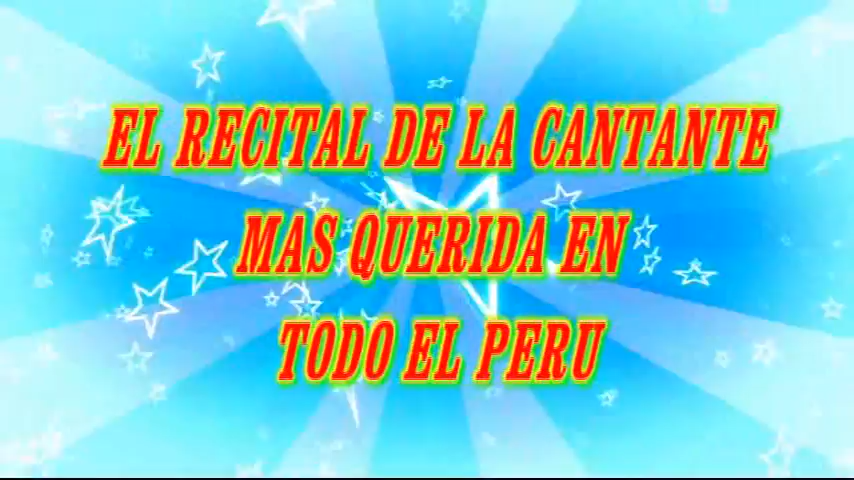 EL RECITAL DE LA CANTANTE
MAS QUERIDA EN
TODO EL PERU